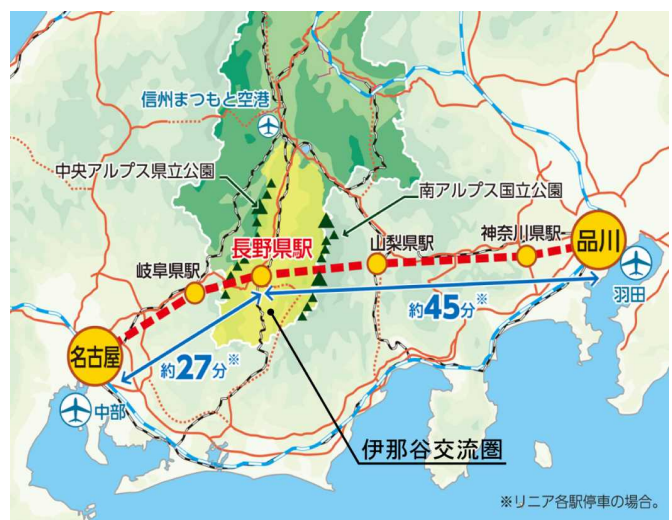 信州まつもと空港
中央アルプス県立公園
南アルプス国立公園
長野県駅
山梨県駅
神奈川県駅
品川
岐阜県駅
羽田
約45分※
名古屋
約27分※
中部
伊那谷交流圏
※リニア各駅停車の場合。